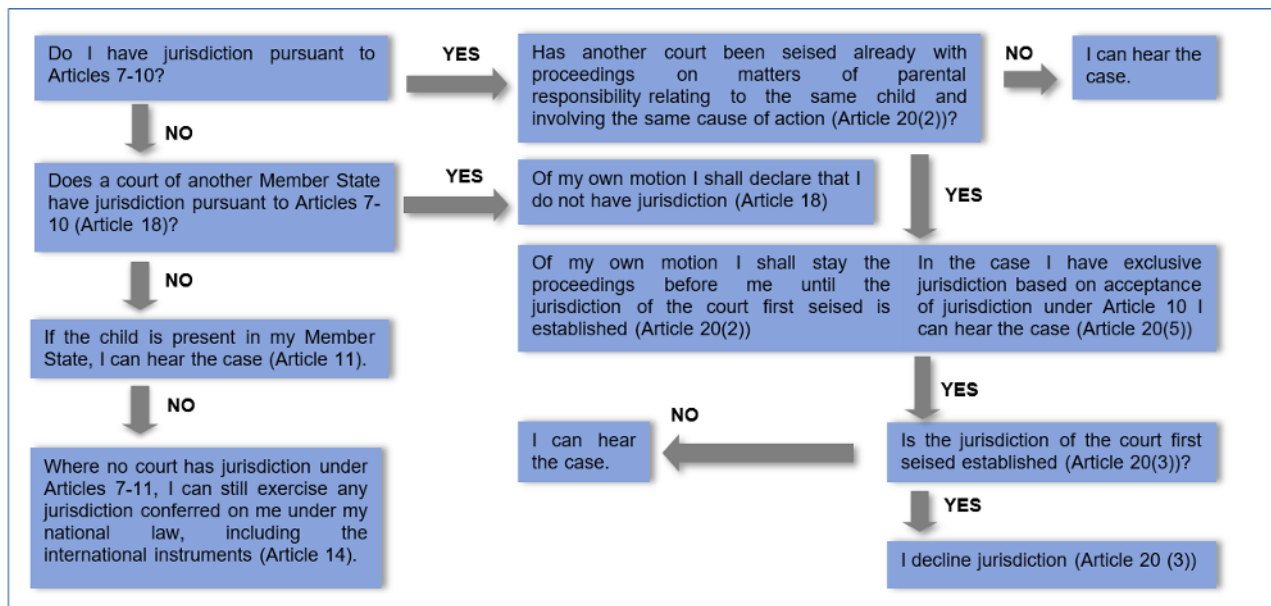 Do I have jurisdiction pursuant to
Articles 7-10?
YES
Has another court been seised already with
proceedings on matters of parental
responsibility relating to the same child and
involving the same cause of action (Article 20(2))?
NO
I can hear the
case.
NO
Does a court of another Member State
have jurisdiction pursuant to Articles 7-
10 (Article 18)?
YES
Of my own motion I shall declare that I
do not have jurisdiction (Article 18)
YES
NO
Of my own motion I shall stay the
proceedings before me until the
jurisdiction of the court first seised is
established (Article 20(2))
In the case I have exclusive
jurisdiction based on acceptance
of jurisdiction under Article 10 I
can hear the case (Article 20(5))
If the child is present in my Member
State, I can hear the case (Article 11).
YES
NO
Where no court has jurisdiction under
Articles 7-11, I can still exercise any
jurisdiction conferred on me under my
national law, including the
international instruments (Article 14).
Is the jurisdiction of the court first
seised established (Article 20(3))?
NO
I can hear
the case.
YES
I decline jurisdiction (Article 20 (3))